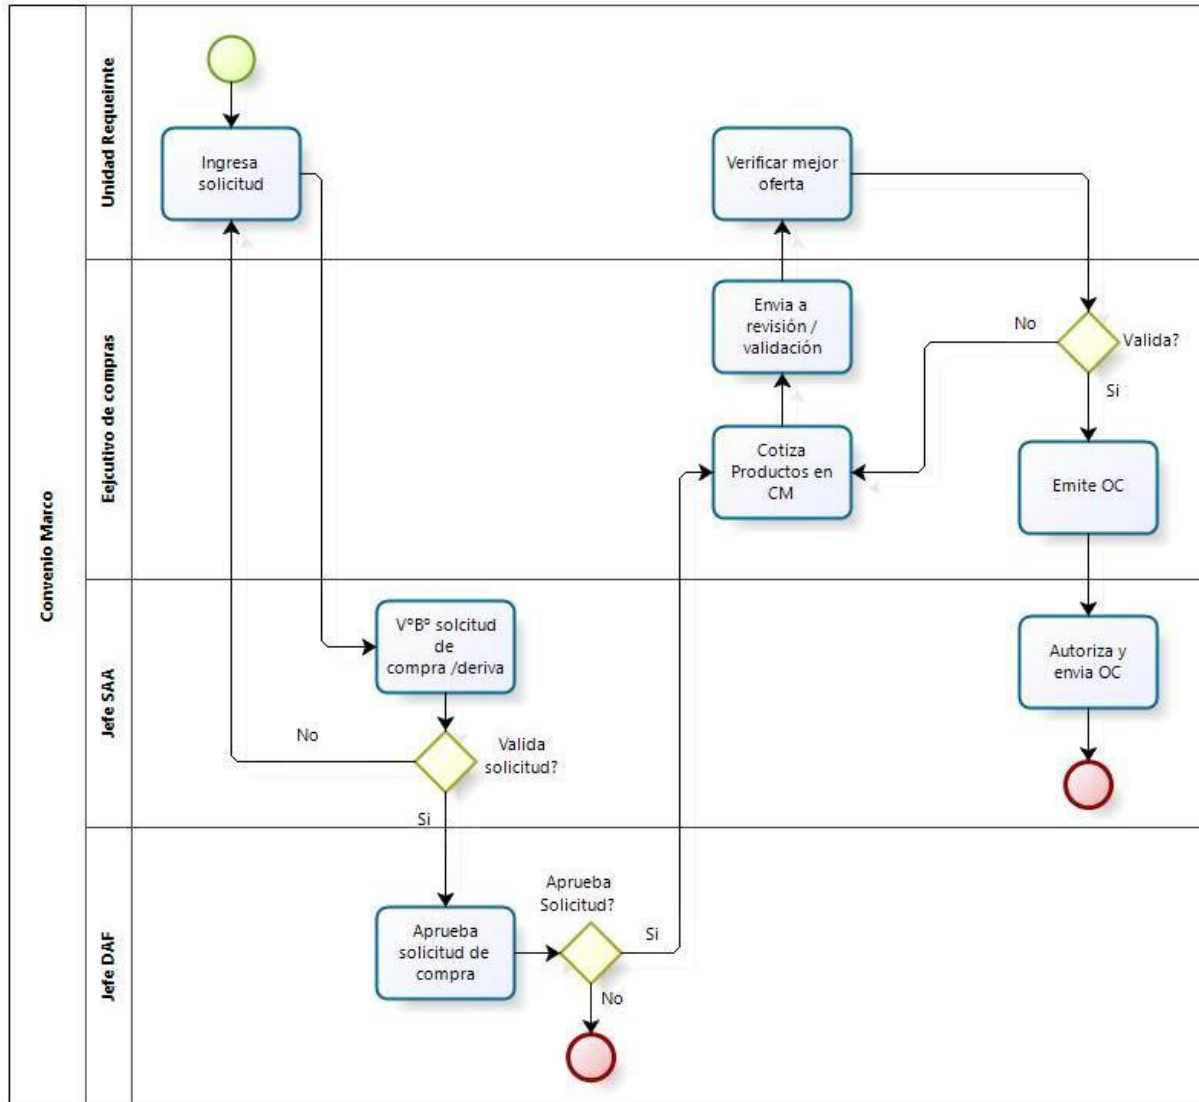 Convenio Marco
Unidad Requeirnte
Ingresa
solicitud
Verificar mejor
oferta
Eejcutivo de compras
Envia a
revisión /
validación
No
Valida?
Si
Cotiza
Productos en
CM
Emite OC
Jefe SAA
V°B° solcitud
de
compra /deriva
Autoriza y
envia OC
No
Valida
solicitud?
Si
Jefe DAF
Aprueba
Solicitud?
Aprueba
solicitud de
compra
Si
No